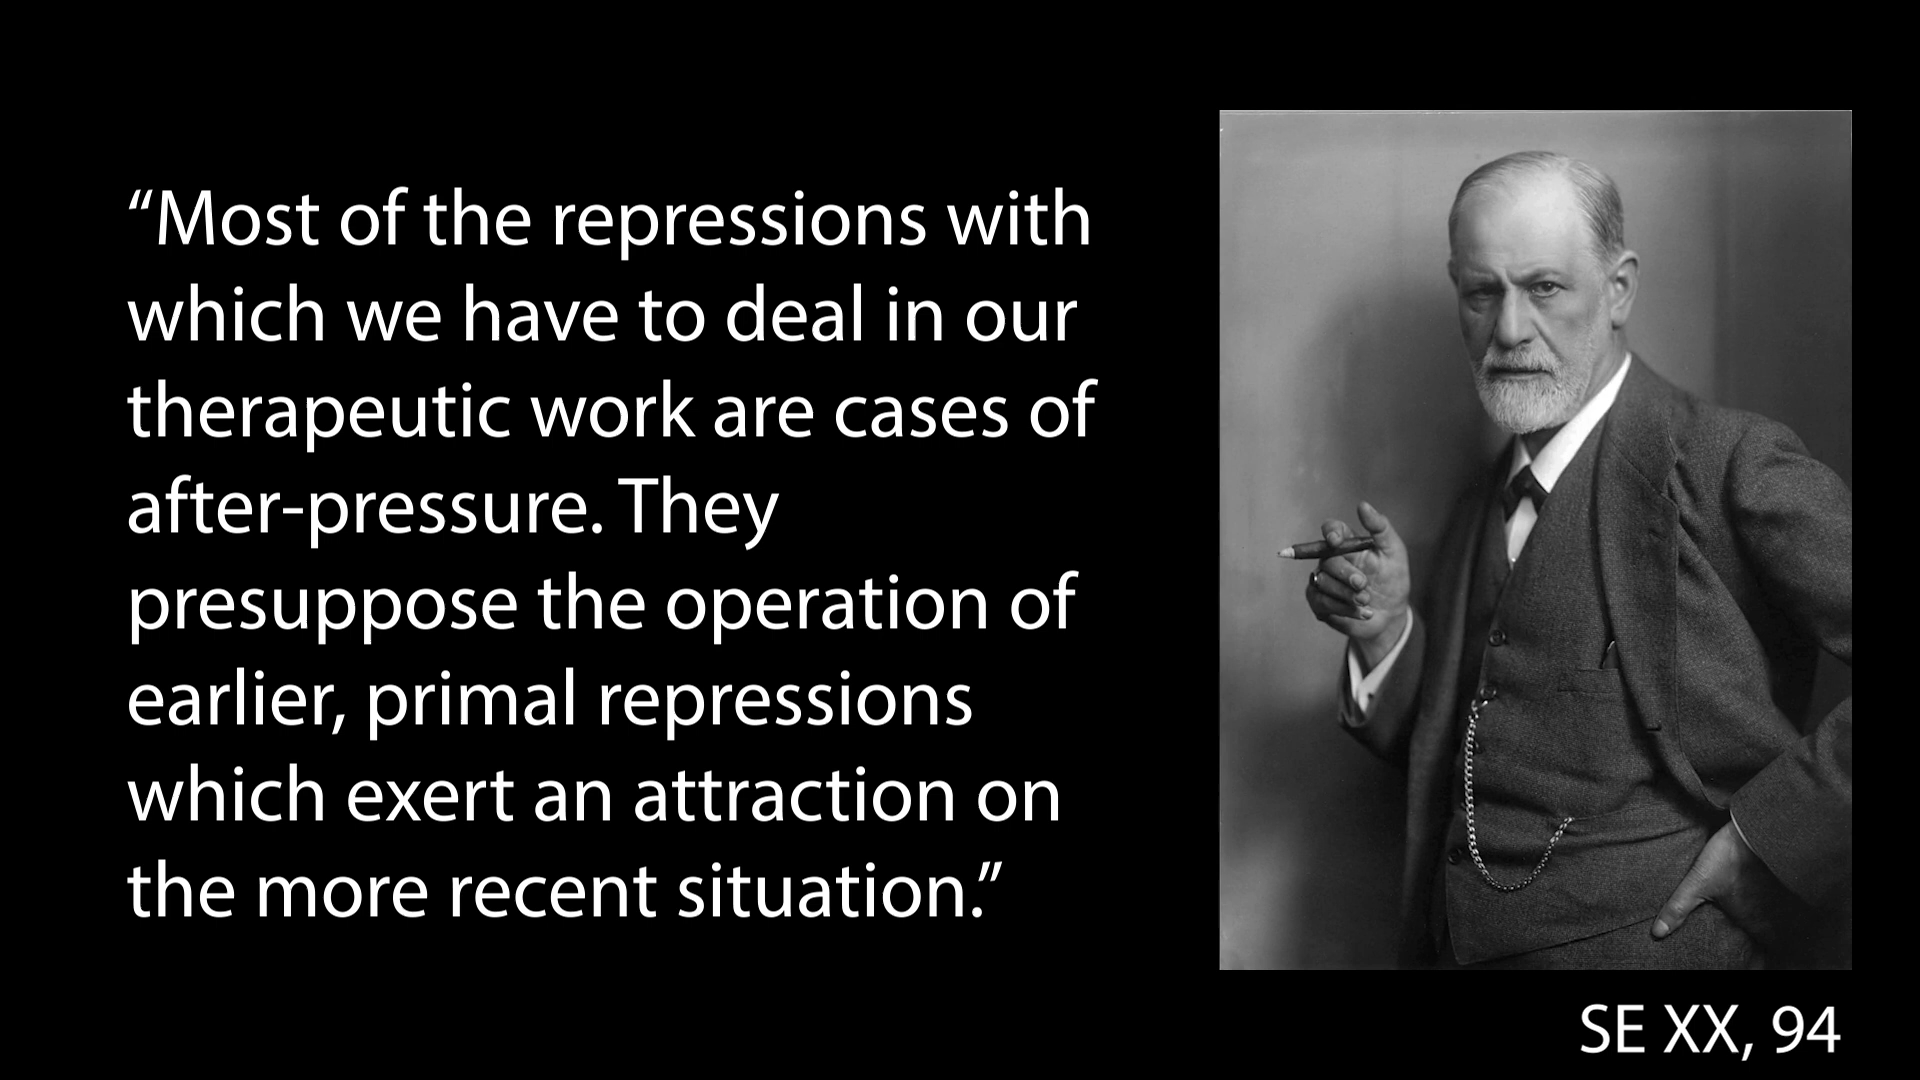 “Most of the repressions with
which we have to deal in our
therapeutic work are cases of
after-pressure. They
presuppose the operation of
earlier, primal repressions
which exert an attraction on
the more recent situation.”
SE XX, 94